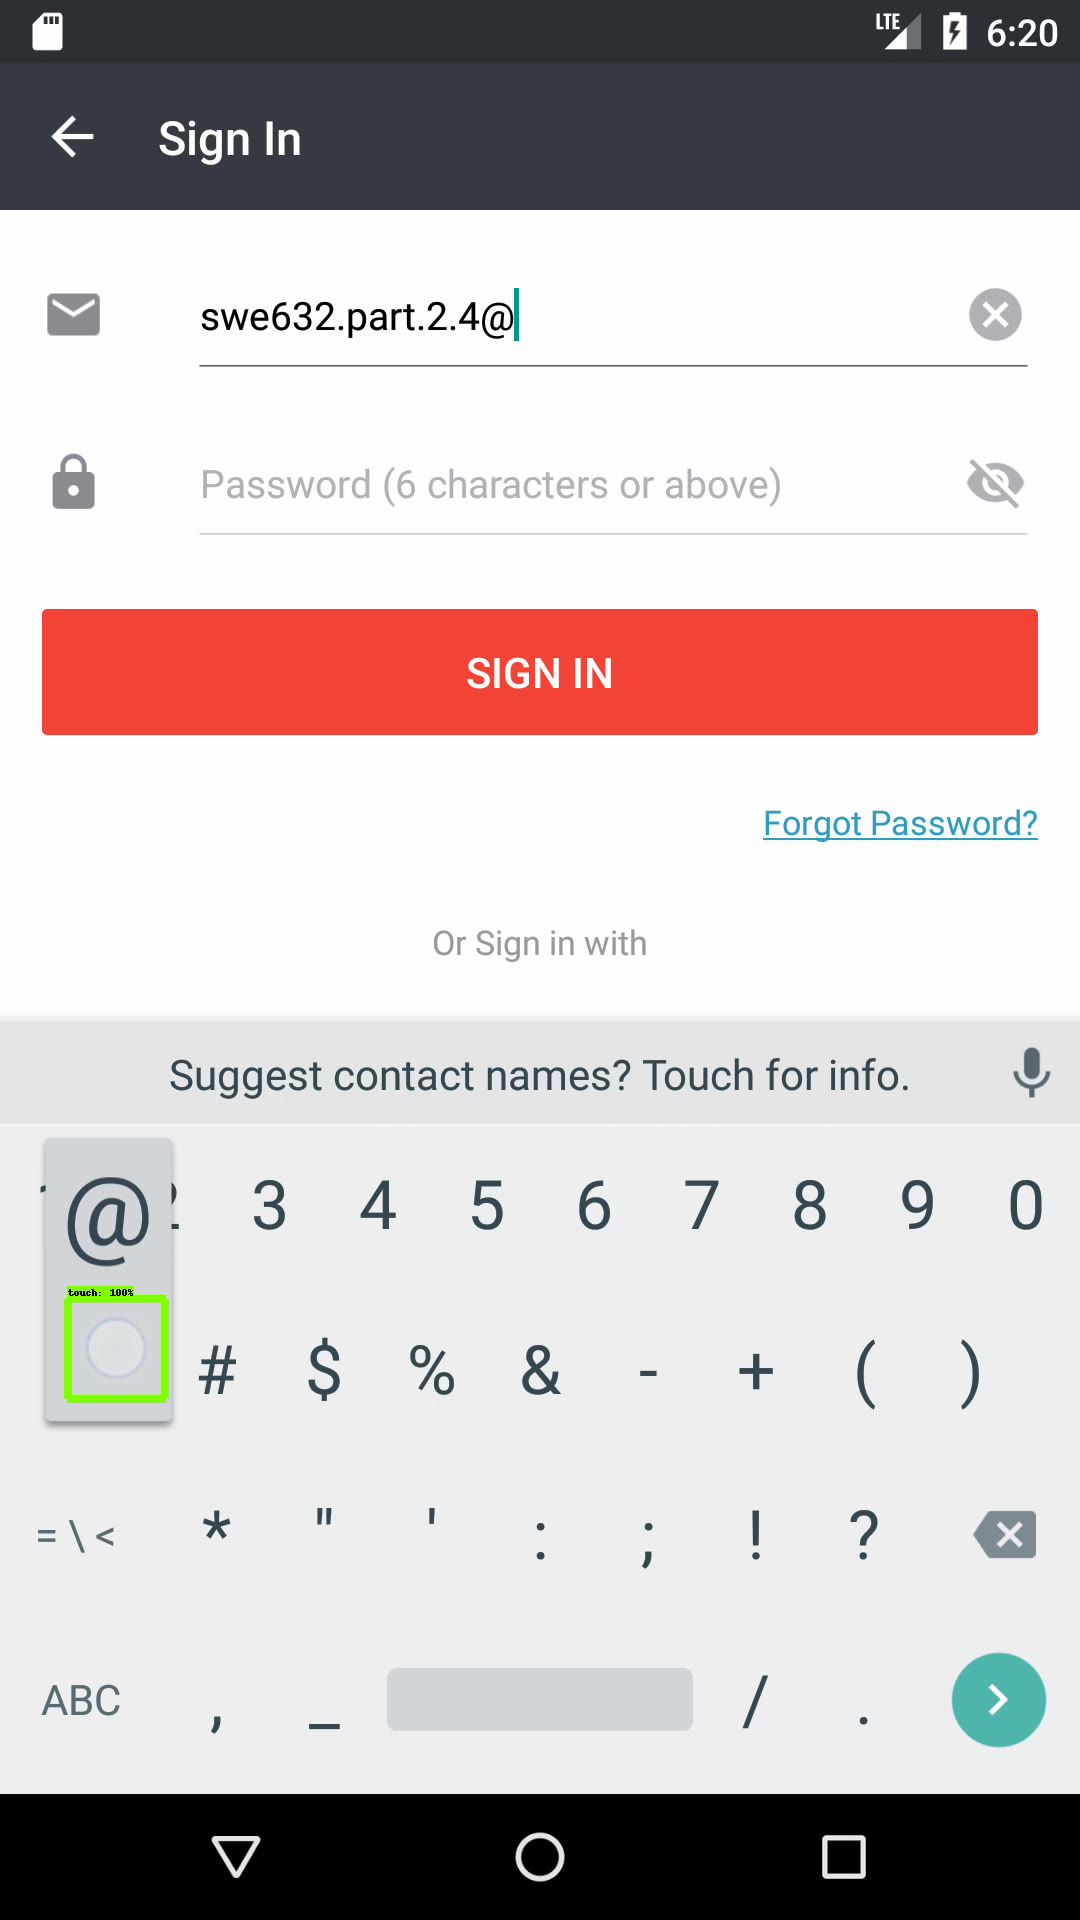 LTE 6:20
Sign In
swe632.part.2.4@
Password (6 characters or above)
SIGN IN
Forgot Password?
Or Sign in with
Suggest contact names? Touch for info.
@ 3 4 5 6 7 8 9 0
touch: 100%
# $ % & - + ( )
= \ < * " ' : ; ! ?
ABC , _ / .